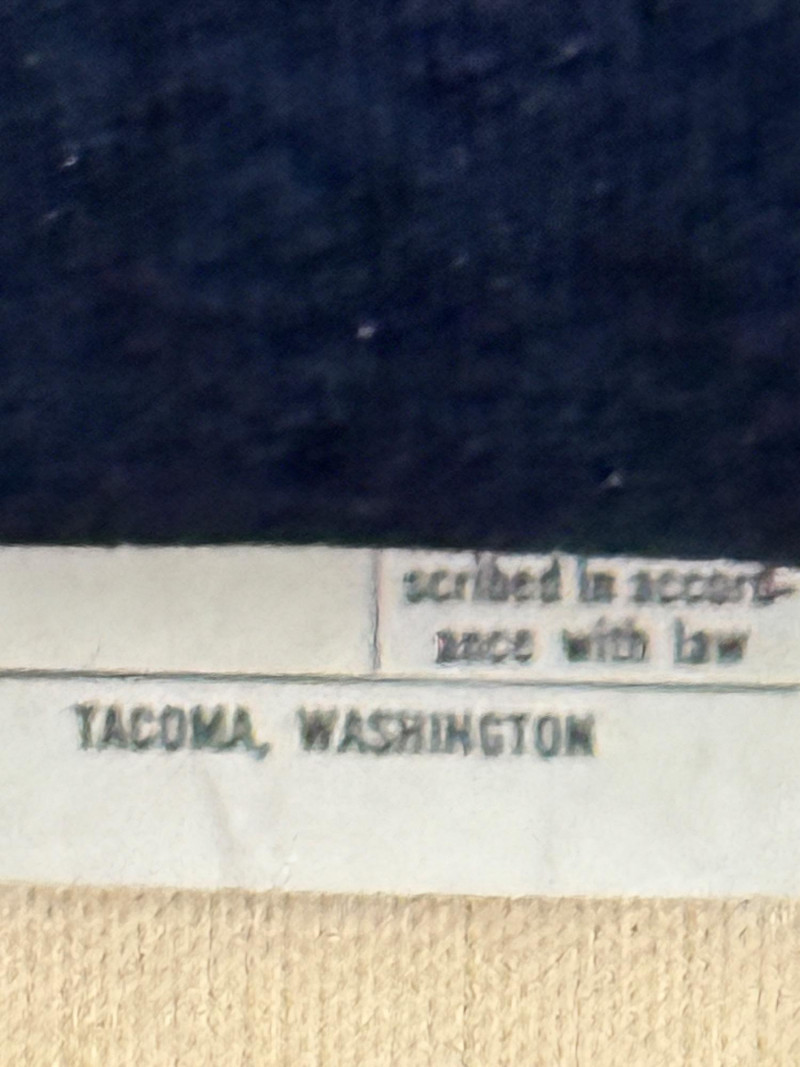 scribed in accord-
ance with law
TACOMA, WASHINGTON